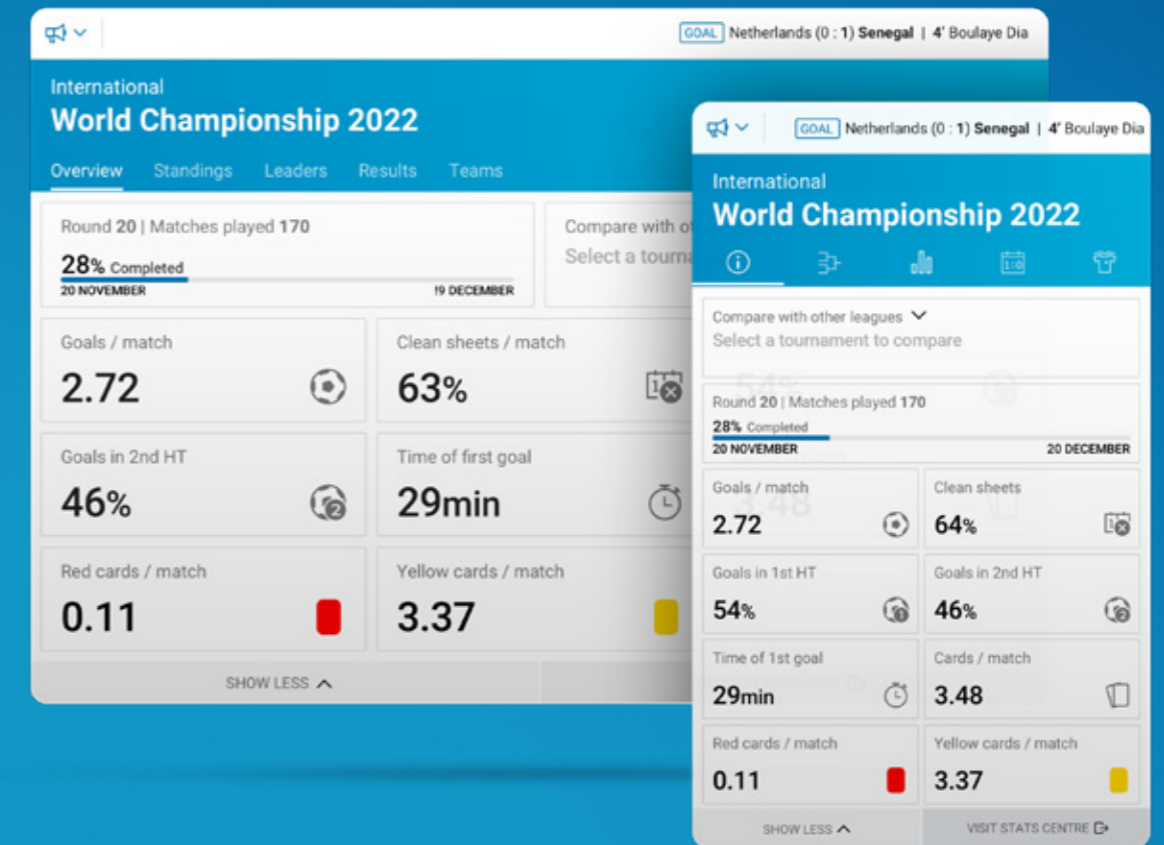 GOAL Netherlands (0 : 1) Senegal | 4' Boulaye Dia
International
World Championship 2022
Overview Standings Leaders Results Teams
Round 20 | Matches played 170
28% Completed
20 NOVEMBER 19 DECEMBER
Compare with
Select a
Goals / match
2.72
Clean sheets / match
63%
Goals in 2nd HT
46%
Time of first goal
29min
Red cards / match
0.11
Yellow cards / match
3.37
SHOW LESS
GOAL Netherlands (0 : 1) Senegal | 4' Boulaye Dia
International
World Championship 2022
Compare with other leagues
Select a tournament to compare
Round 20 | Matches played 170
28% Completed
20 NOVEMBER 20 DECEMBER
Goals / match
2.72
Clean sheets
64%
Goals in 1st HT
54%
Goals in 2nd HT
46%
Time of 1st goal
29min
Cards / match
3.48
Red cards / match
0.11
Yellow cards / match
3.37
SHOW LESS
VISIT STATS CENTRE